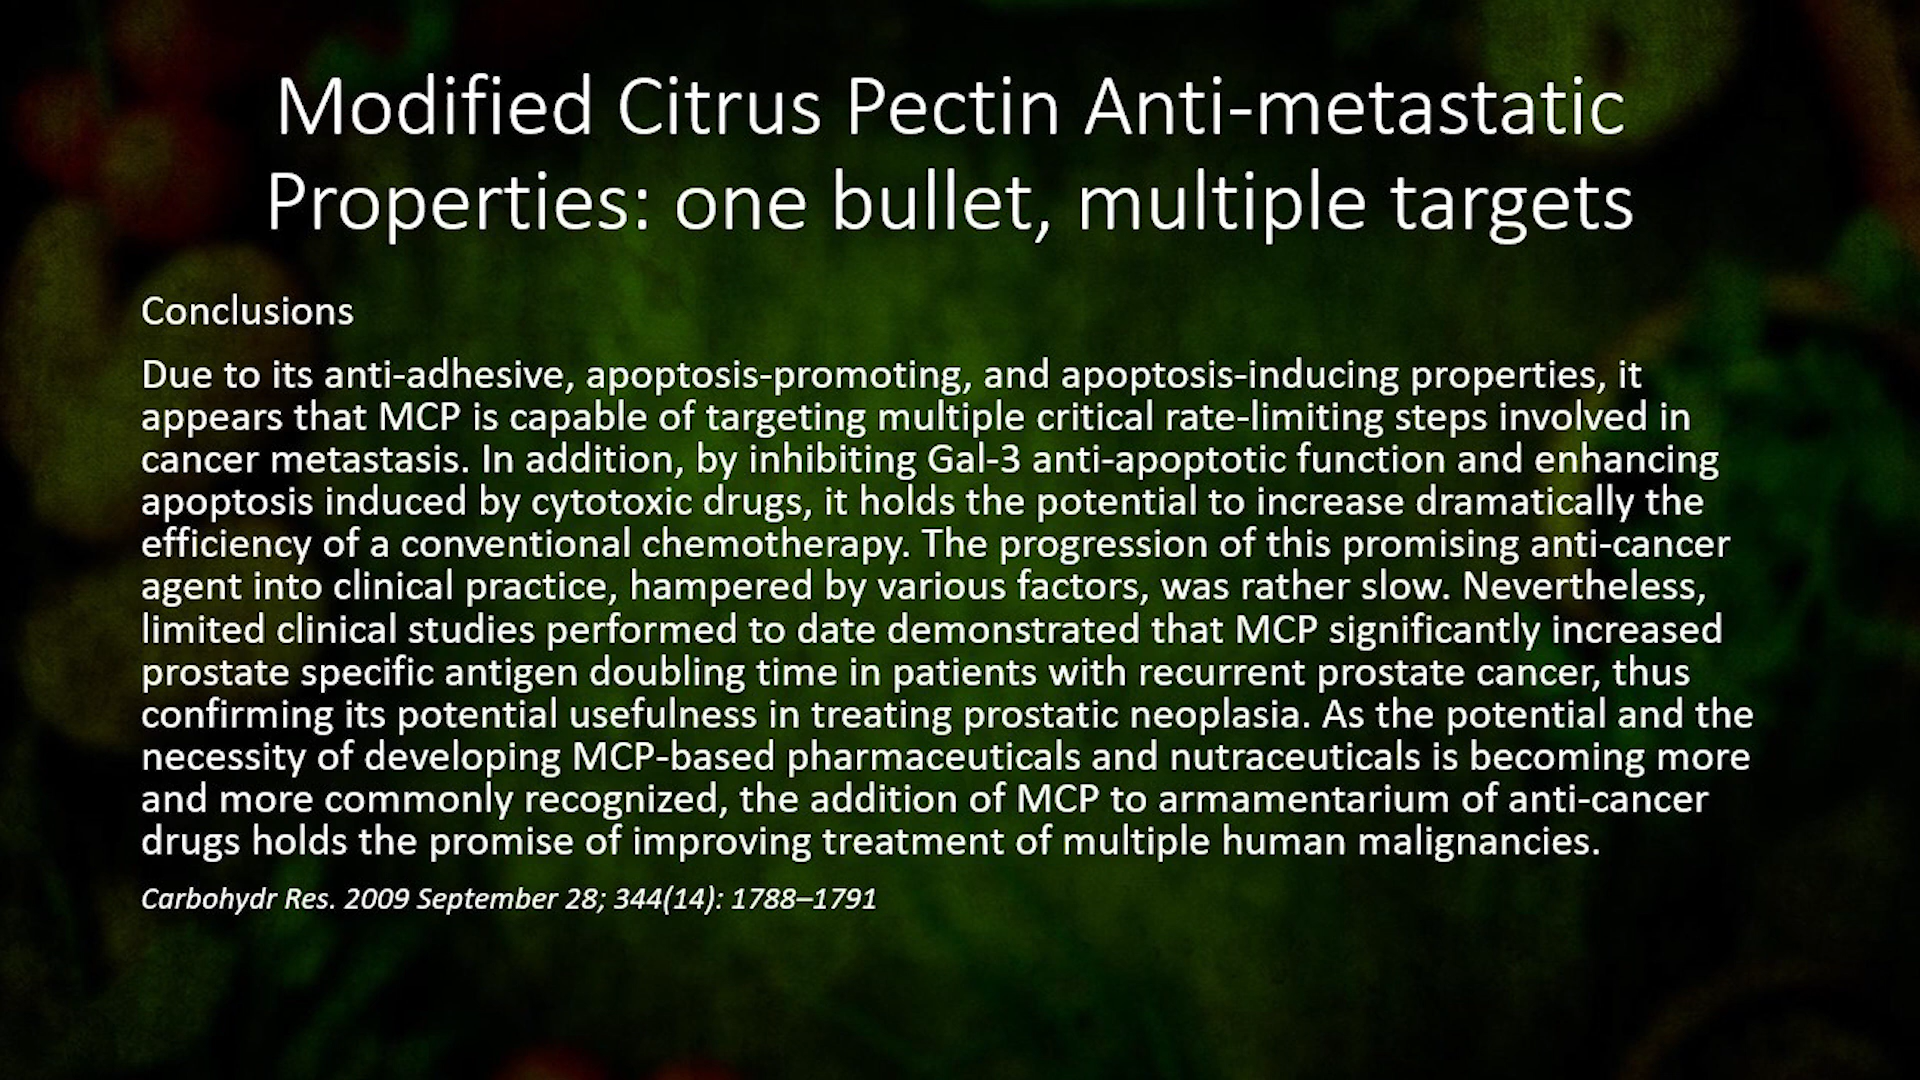 Modified Citrus Pectin Anti-metastatic
Properties: one bullet, multiple targets
Conclusions
Due to its anti-adhesive, apoptosis-promoting, and apoptosis-inducing properties, it
appears that MCP is capable of targeting multiple critical rate-limiting steps involved in
cancer metastasis. In addition, by inhibiting Gal-3 anti-apoptotic function and enhancing
apoptosis induced by cytotoxic drugs, it holds the potential to increase dramatically the
efficiency of a conventional chemotherapy. The progression of this promising anti-cancer
agent into clinical practice, hampered by various factors, was rather slow. Nevertheless,
limited clinical studies performed to date demonstrated that MCP significantly increased
prostate specific antigen doubling time in patients with recurrent prostate cancer, thus
confirming its potential usefulness in treating prostatic neoplasia. As the potential and the
necessity of developing MCP-based pharmaceuticals and nutraceuticals is becoming more
and more commonly recognized, the addition of MCP to armamentarium of anti-cancer
drugs holds the promise of improving treatment of multiple human malignancies.
Carbohydr Res. 2009 September 28; 344(14): 1788–1791